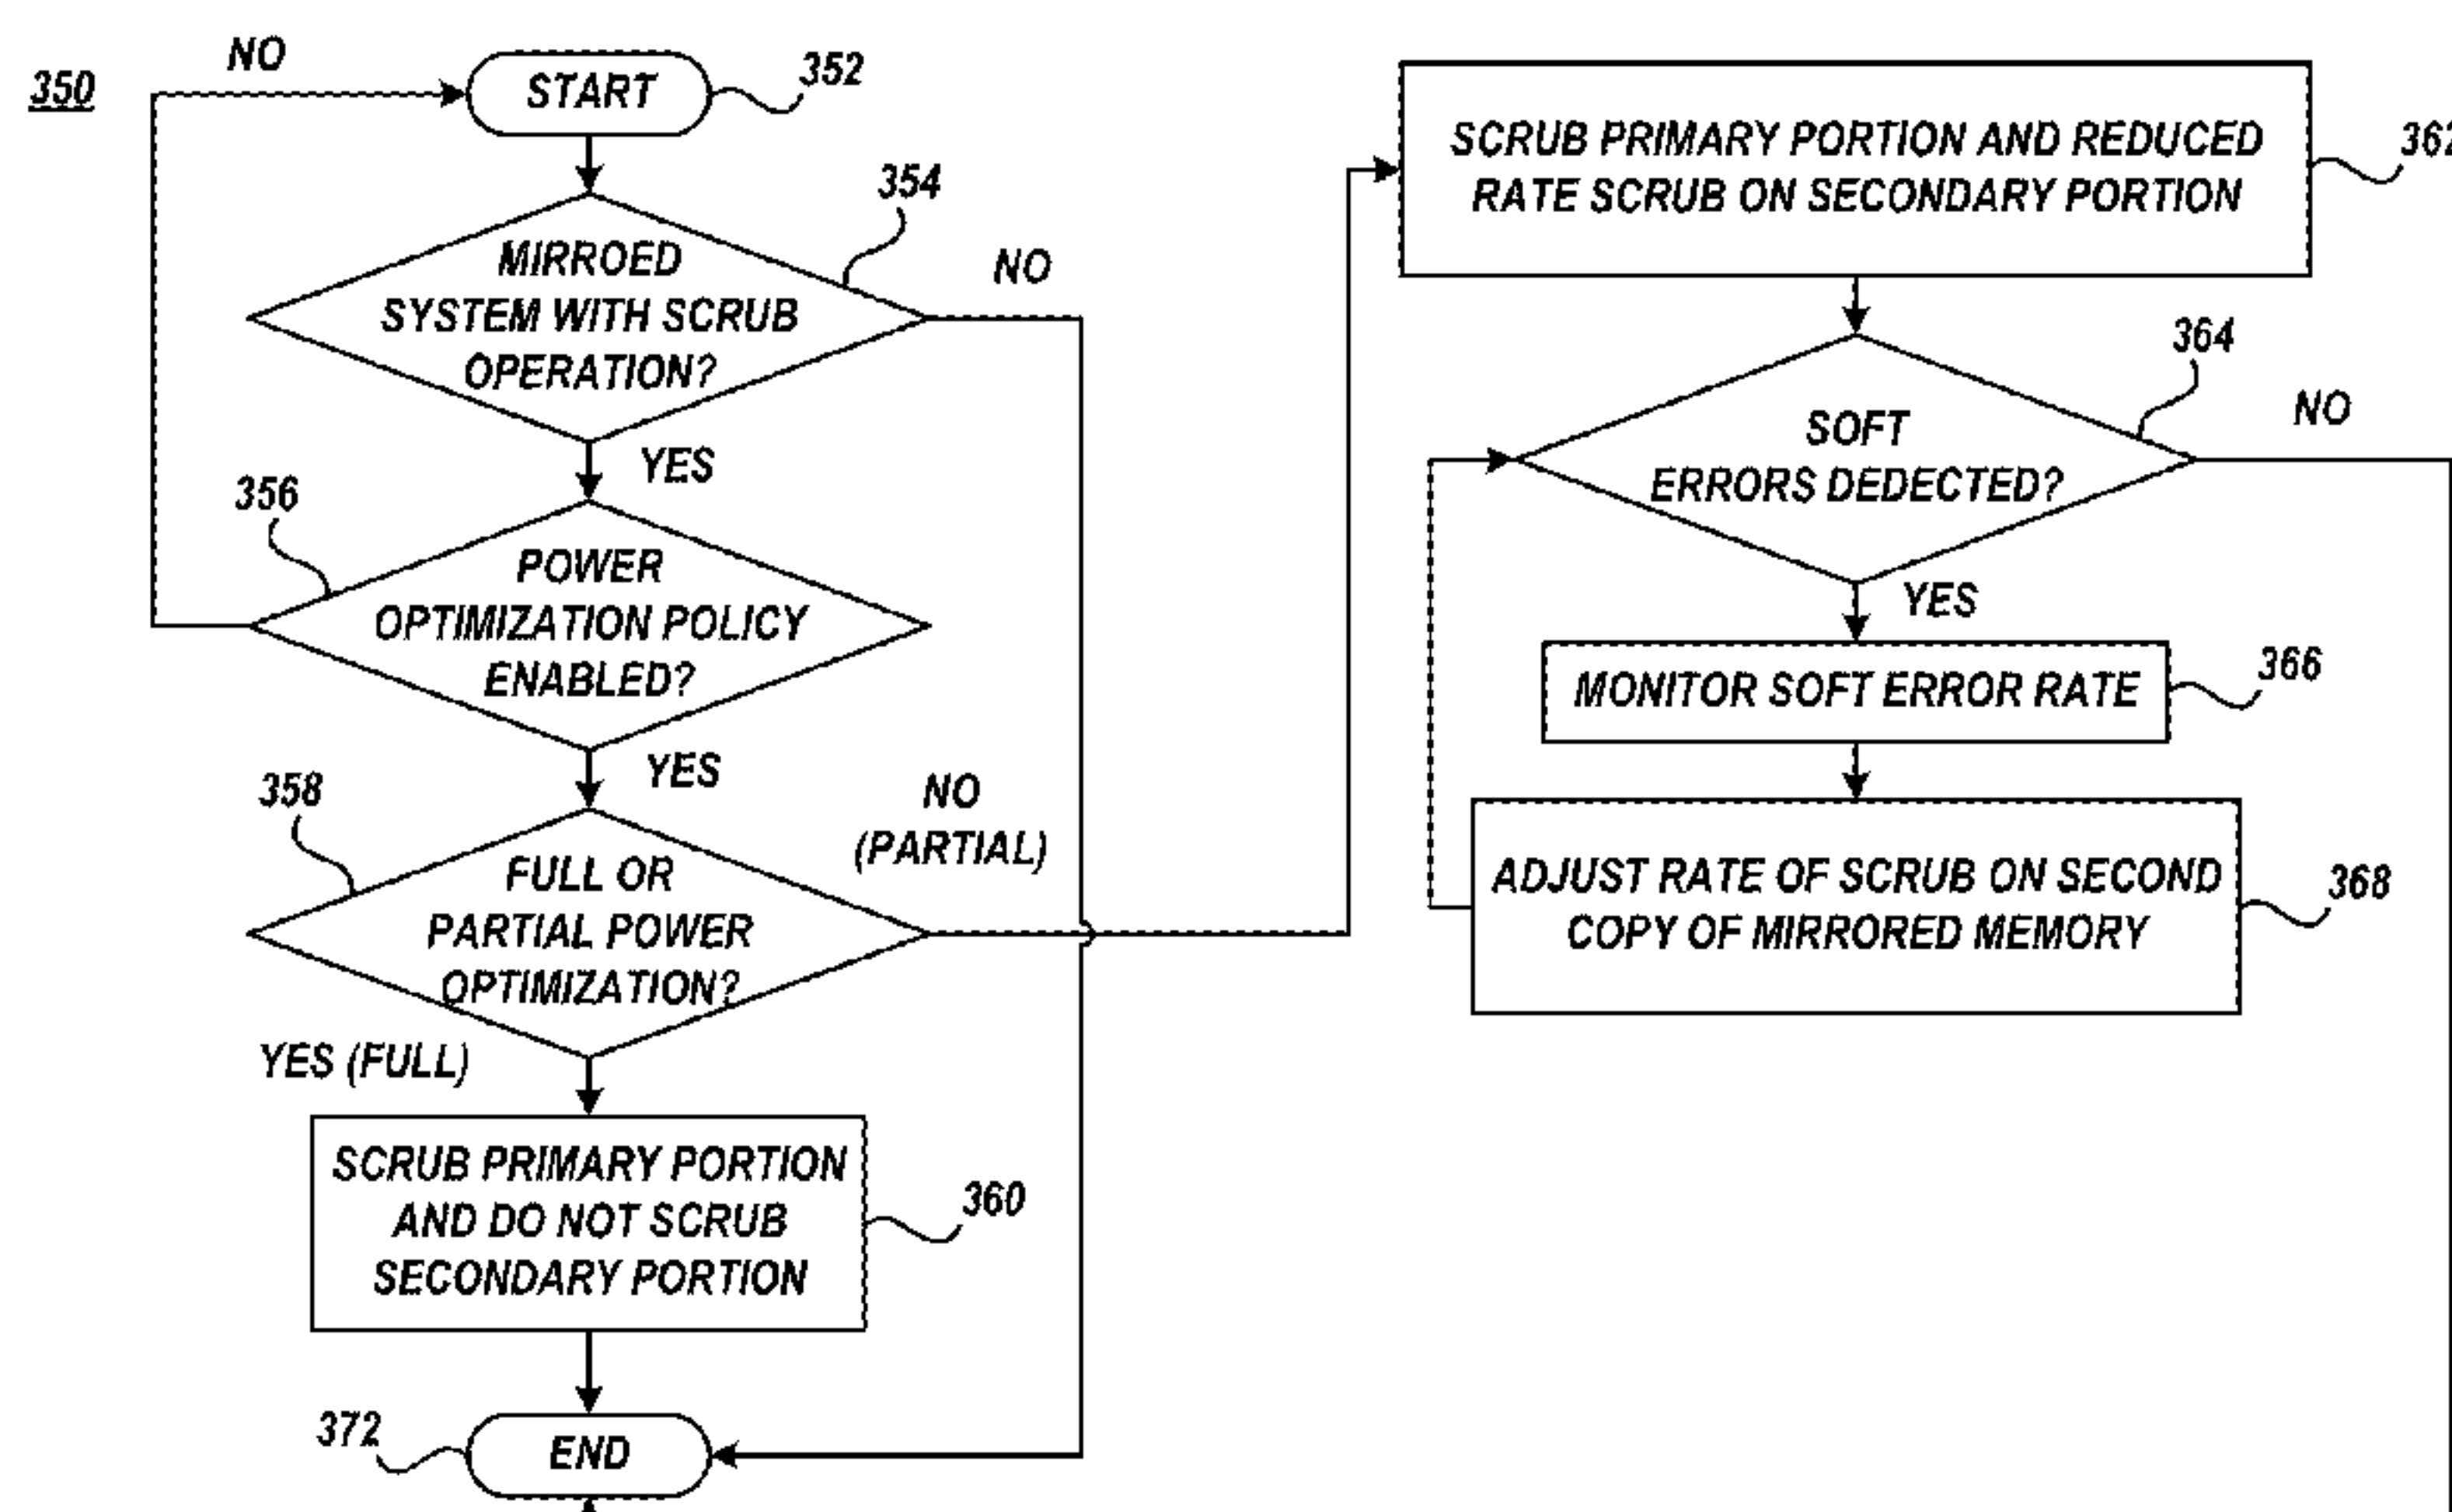 350
NO
START
352
354
MIRROED
SYSTEM WITH SCRUB
OPERATION?
NO
YES
356
POWER
OPTIMIZATION POLICY
ENABLED?
YES
358
NO
(PARTIAL)
FULL OR
PARTIAL POWER
OPTIMIZATION?
YES (FULL)
SCRUB PRIMARY PORTION
AND DO NOT SCRUB
SECONDARY PORTION
360
372
END
SCRUB PRIMARY PORTION AND REDUCED
RATE SCRUB ON SECONDARY PORTION
362
364
SOFT
ERRORS DEDECTED?
NO
YES
MONITOR SOFT ERROR RATE
366
ADJUST RATE OF SCRUB ON SECOND
COPY OF MIRRORED MEMORY
368